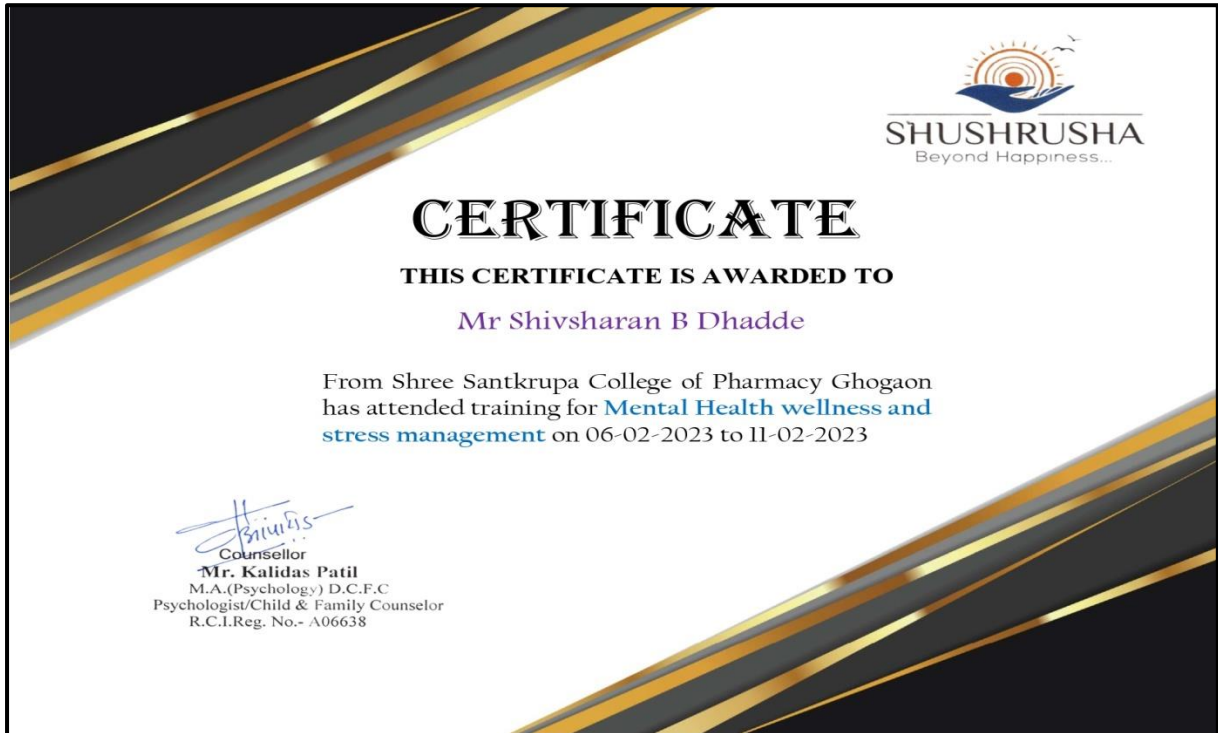 SHUSHRUSHA
Beyond Happiness...
CERTIFICATE
THIS CERTIFICATE IS AWARDED TO
Mr Shivsharan B Dhadde
From Shree Santkrupa College of Pharmacy Ghogaon
has attended training for Mental Health wellness and
stress management on 06-02-2023 to 11-02-2023
Counsellor
Mr. Kalidas Patil
M.A.(Psychology) D.C.F.C
Psychologist/Child & Family Counselor
R.C.I.Reg. No.- A06638